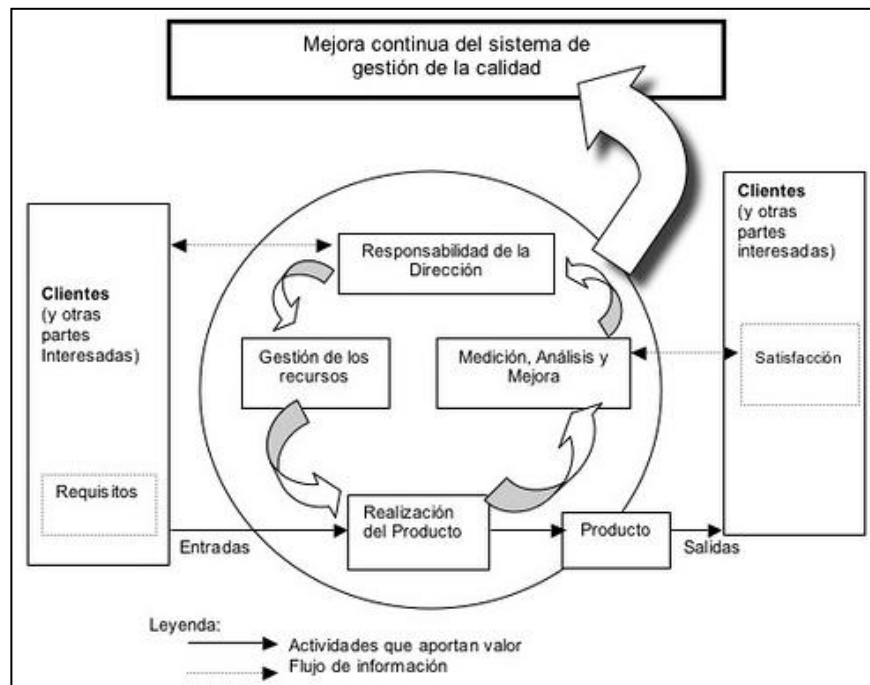 Mejora continua del sistema de
gestión de la calidad
Clientes
(y otras
partes
Interesadas)
Requisitos
Responsabilidad de la
Dirección
Gestión de los
recursos
Medición, Análisis y
Mejora
Realización
del Producto
Producto
Entradas
Salidas
Clientes
(y otras
partes
interesadas)
Satisfacción
Leyenda:
Actividades que aportan valor
Flujo de información